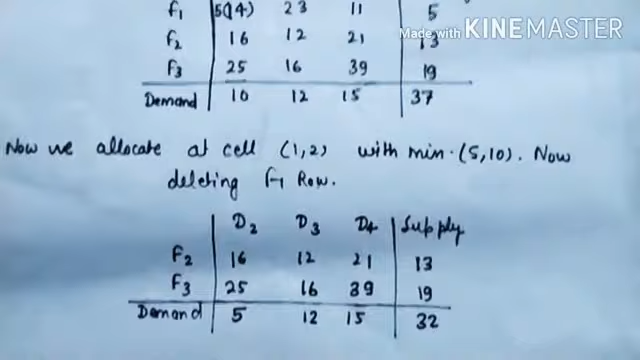 F1 5(14) 23 11 5
Made with KINEMASTER
F2 16 12 21 13
F3 25 16 39 19
Demand 10 12 15 37
Now we allocate at cell (1,2) with min.(5,10). Now
deleting F1 Row.
D2 D3 D4 Supply
F2 16 12 21 13
F3 25 16 39 19
Demand 5 12 15 32